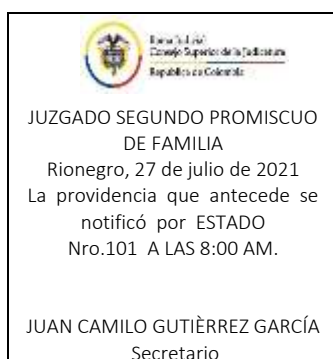 Rama Judicial
Consejo Superior de la Judicatura
República de Colombia
JUZGADO SEGUNDO PROMISCUO
DE FAMILIA
Rionegro, 27 de julio de 2021
La providencia que antecede se
notificó por ESTADO
Nro.101 A LAS 8:00 AM.
JUAN CAMILO GUTIÈRREZ GARCÍA
Secretario